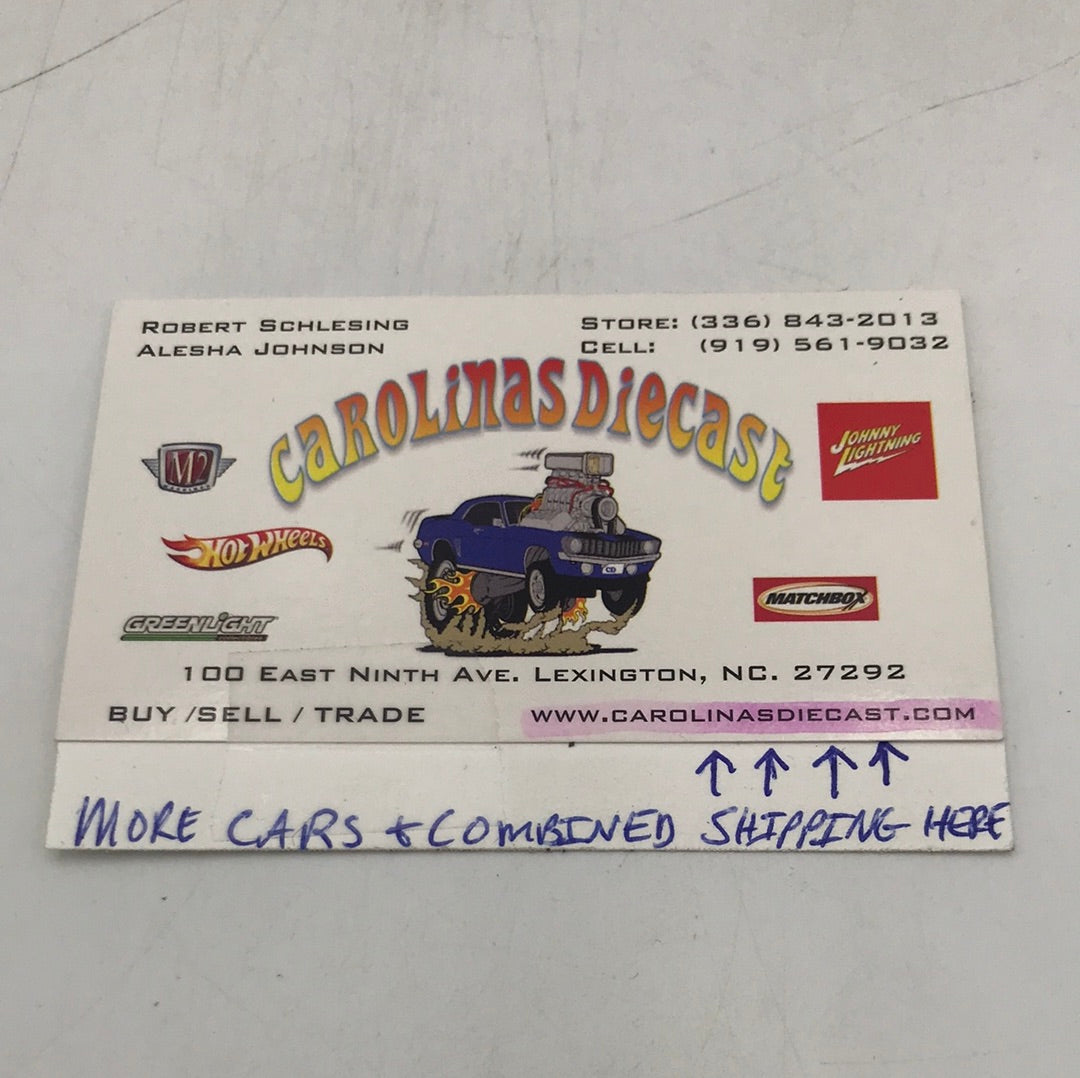 ROBERT SCHLESING
ALESHA JOHNSON
STORE: (336) 843-2013
CELL: (919) 561-9032
CAROLINAS DIECAST
M2
JOHNNY LIGHTNING
HOT WHEELS
CD
MATCHBOX
GREENLIGHT
100 EAST NINTH AVE. LEXINGTON, NC. 27292
BUY /SELL / TRADE
WWW.CAROLINASDIECAST.COM
MORE CARS + COMBINED SHIPPING HERE